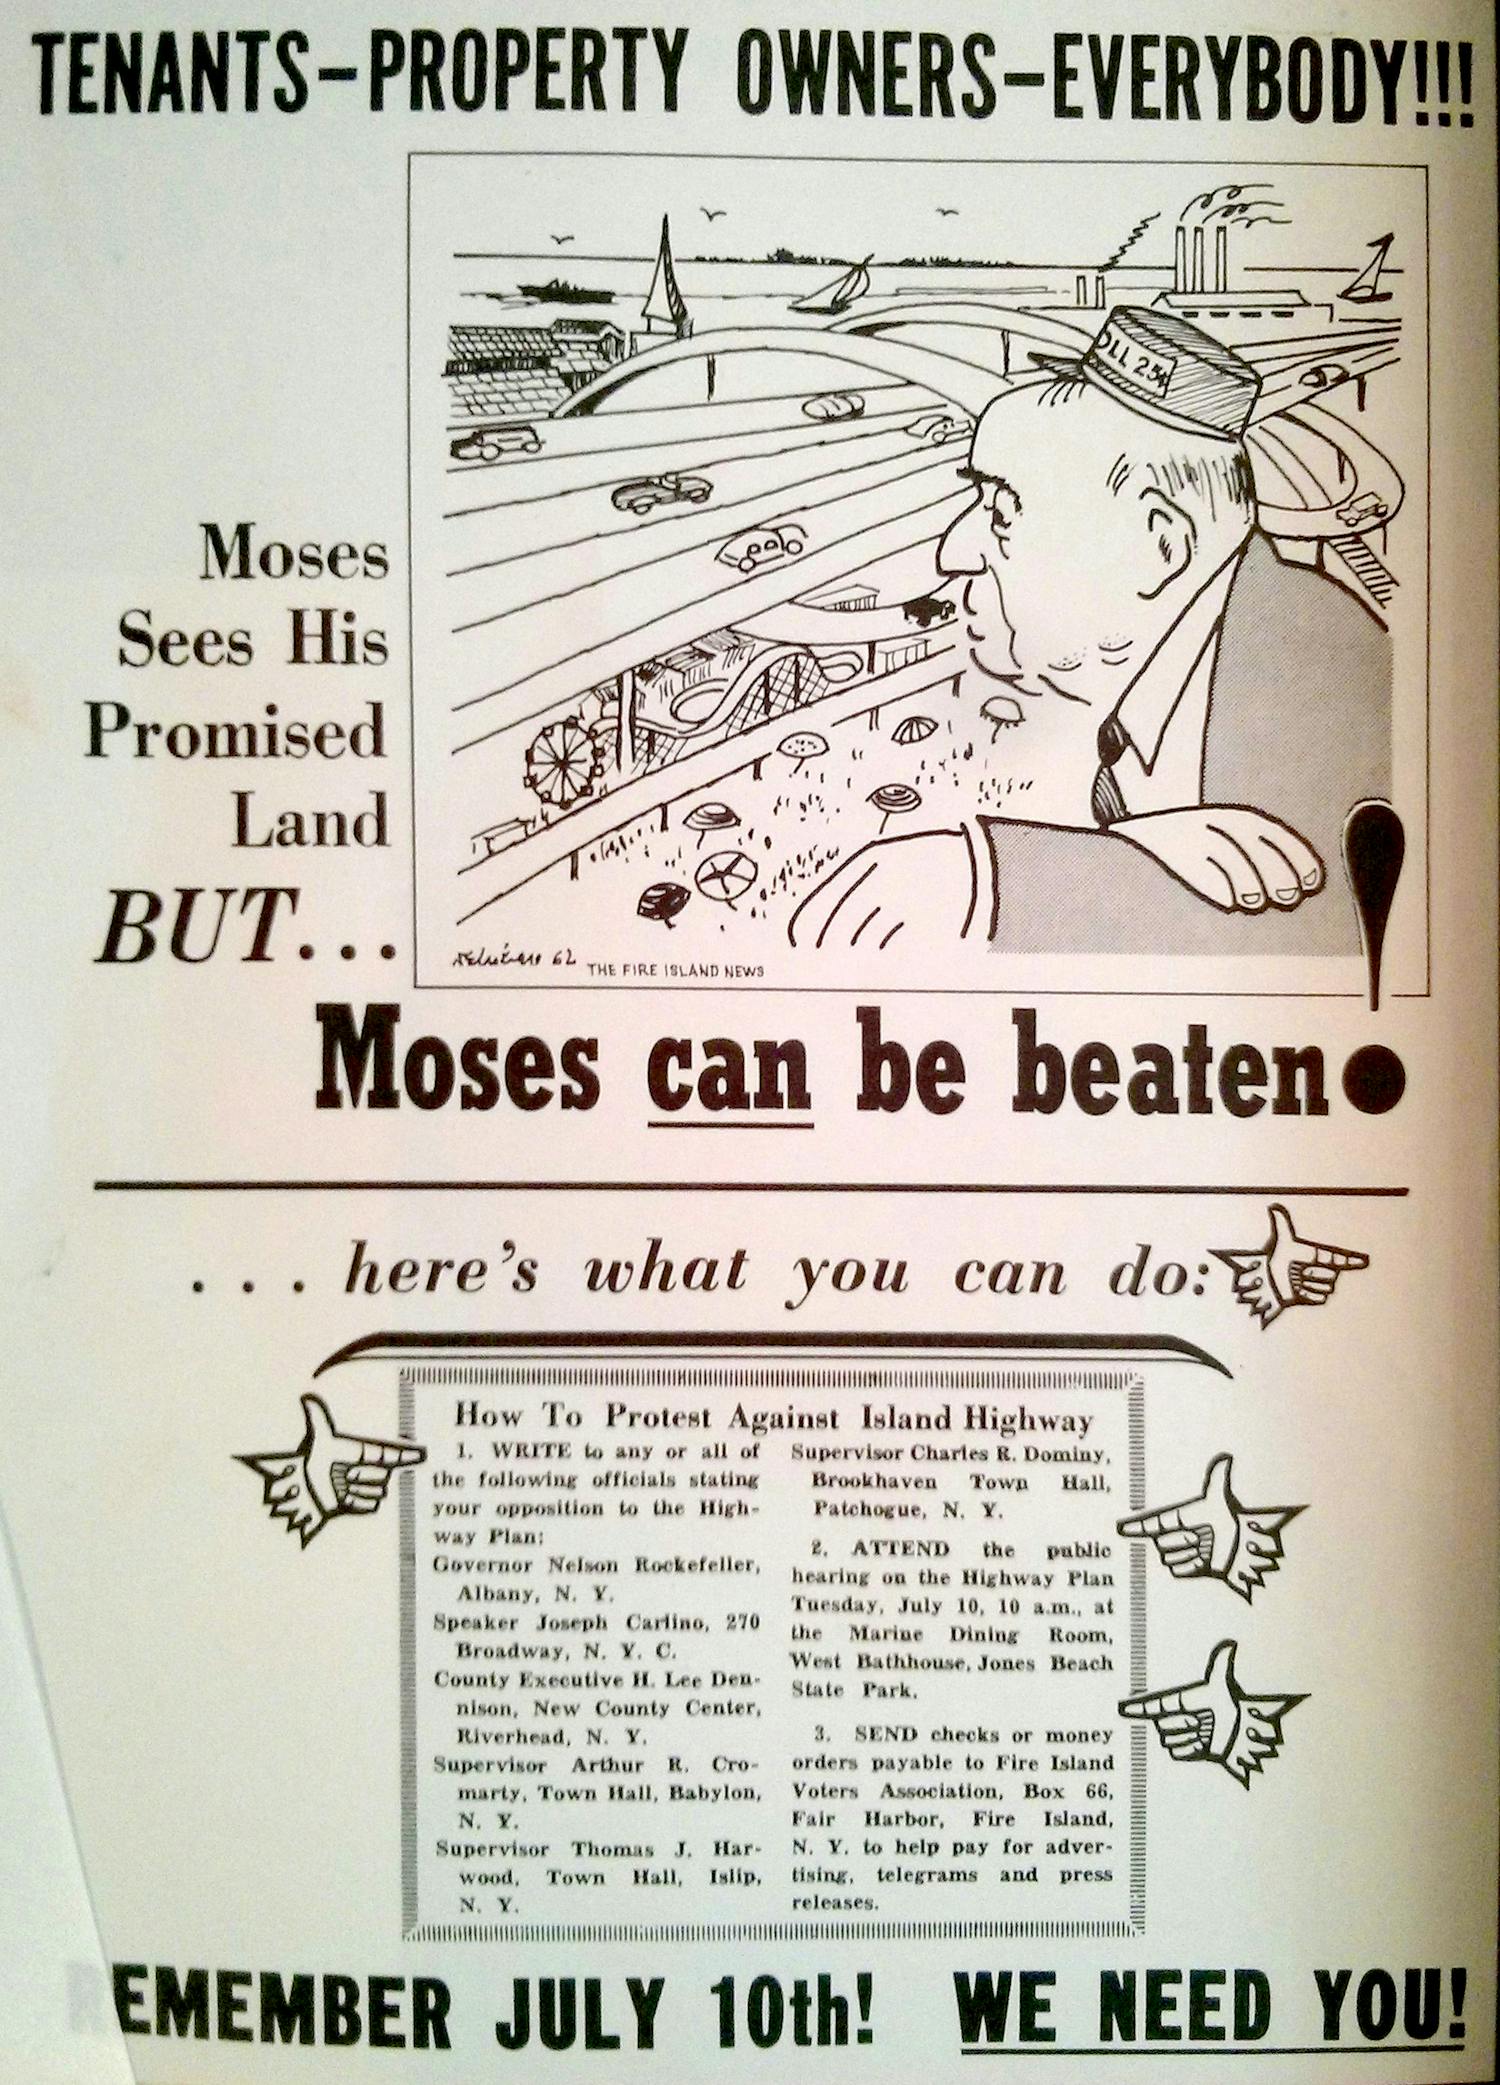 TENANTS—PROPERTY OWNERS—EVERYBODY!!!
OLL 25¢
Moses
Sees His
Promised
Land
BUT...
62
THE FIRE ISLAND NEWS
Moses can be beaten!
. . . here's what you can do:
How To Protest Against Island Highway
1. WRITE to any or all of
the following officials stating
your opposition to the High-
way Plan:
Governor Nelson Rockefeller,
Albany, N. Y.
Speaker Joseph Carlino, 270
Broadway, N. Y. C.
County Executive H. Lee Den-
nison, New County Center,
Riverhead, N. Y.
Supervisor Arthur R. Cro-
marty, Town Hall, Babylon,
N. Y.
Supervisor Thomas J. Har-
wood, Town Hall, Islip,
N. Y.
Supervisor Charles R. Dominy,
Brookhaven Town Hall,
Patchogue, N. Y.
2. ATTEND the public
hearing on the Highway Plan
Tuesday, July 10, 10 a.m., at
the Marine Dining Room,
West Bathhouse, Jones Beach
State Park.
3. SEND checks or money
orders payable to Fire Island
Voters Association, Box 66,
Fair Harbor, Fire Island,
N. Y. to help pay for adver-
tising, telegrams and press
releases.
REMEMBER JULY 10th! WE NEED YOU!